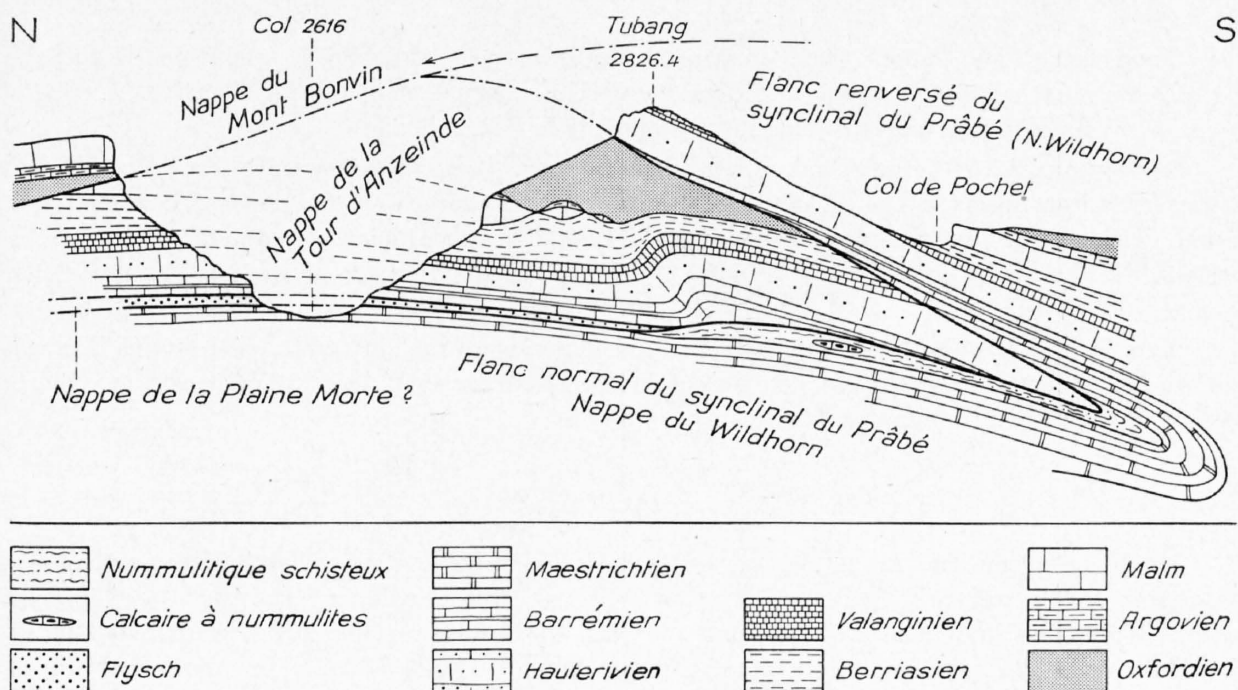 N
S
Col 2616
Tubang
2826.4
Nappe du
Mont Bonvin
Nappe de la
Tour d'Anzeinde
Flanc renversé du
synclinal du Prâbé (N.Wildhorn)
Col de Pochet
Nappe de la Plaine Morte ?
Flanc normal du synclinal du Prâbé
Nappe du Wildhorn
Nummulitique schisteux
Calcaire à nummulites
Flysch
Maestrichtien
Barrémien
Hauterivien
Valanginien
Berriasien
Malm
Argovien
Oxfordien